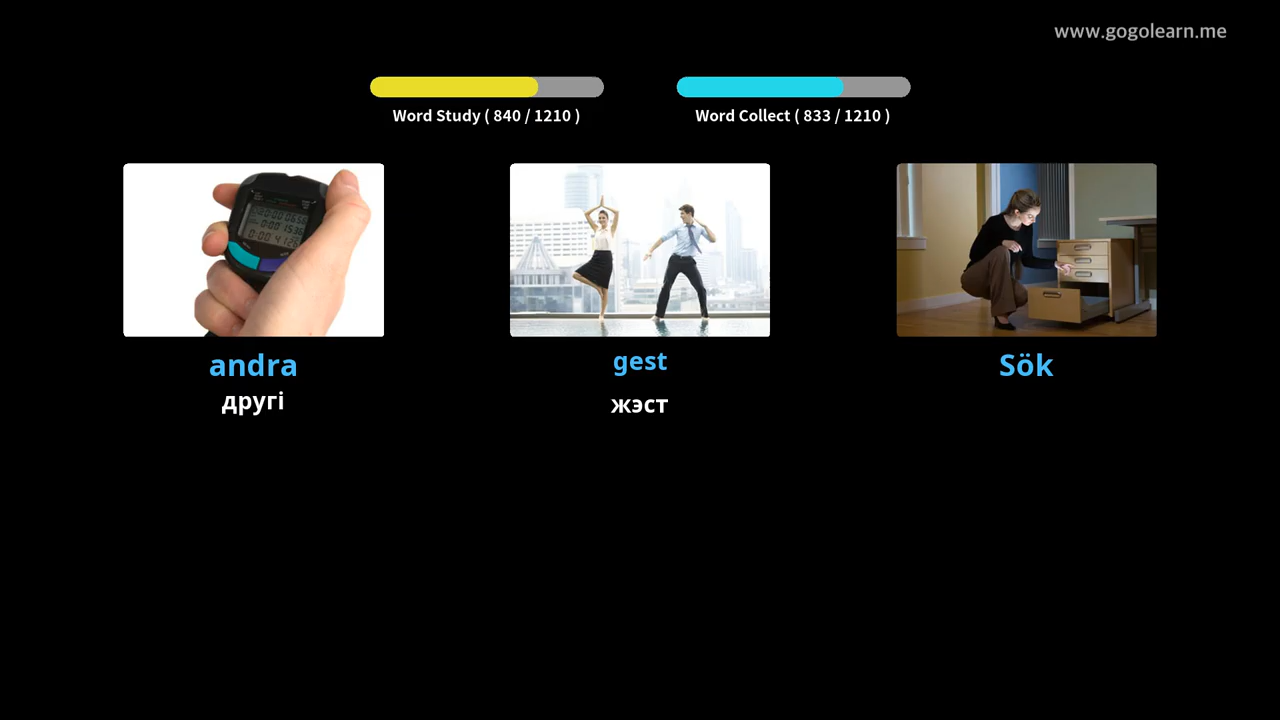 www.gogolearn.me
Word Study ( 840 / 1210 )
Word Collect ( 833 / 1210 )
andra
другі
gest
жэст
Sök